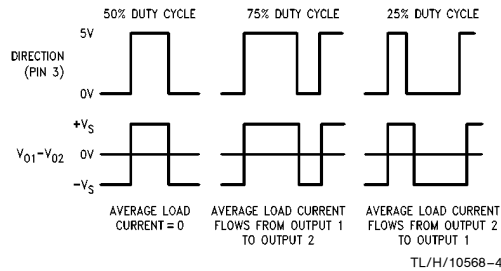 50% DUTY CYCLE 75% DUTY CYCLE 25% DUTY CYCLE
5V
DIRECTION
(PIN 3)
0V
+VS
V01−V02 0V
−VS
AVERAGE LOAD
CURRENT = 0
AVERAGE LOAD CURRENT
FLOWS FROM OUTPUT 1
TO OUTPUT 2
AVERAGE LOAD CURRENT
FLOWS FROM OUTPUT 2
TO OUTPUT 1
TL/H/10568–4